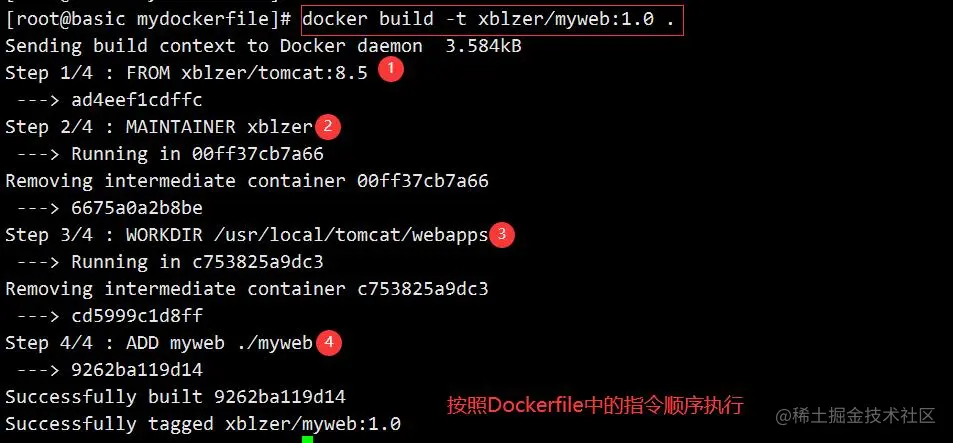 [root@basic mydockerfile]# docker build -t xblzer/myweb:1.0 .
Sending build context to Docker daemon  3.584kB
Step 1/4 : FROM xblzer/tomcat:8.5 1
 ---> ad4eef1cdffc
Step 2/4 : MAINTAINER xblzer 2
 ---> Running in 00ff37cb7a66
Removing intermediate container 00ff37cb7a66
 ---> 6675a0a2b8be
Step 3/4 : WORKDIR /usr/local/tomcat/webapps 3
 ---> Running in c753825a9dc3
Removing intermediate container c753825a9dc3
 ---> cd5999c1d8ff
Step 4/4 : ADD myweb ./myweb 4
 ---> 9262ba119d14
Successfully built 9262ba119d14
按照Dockerfile中的指令顺序执行
Successfully tagged xblzer/myweb:1.0
@稀土掘金技术社区